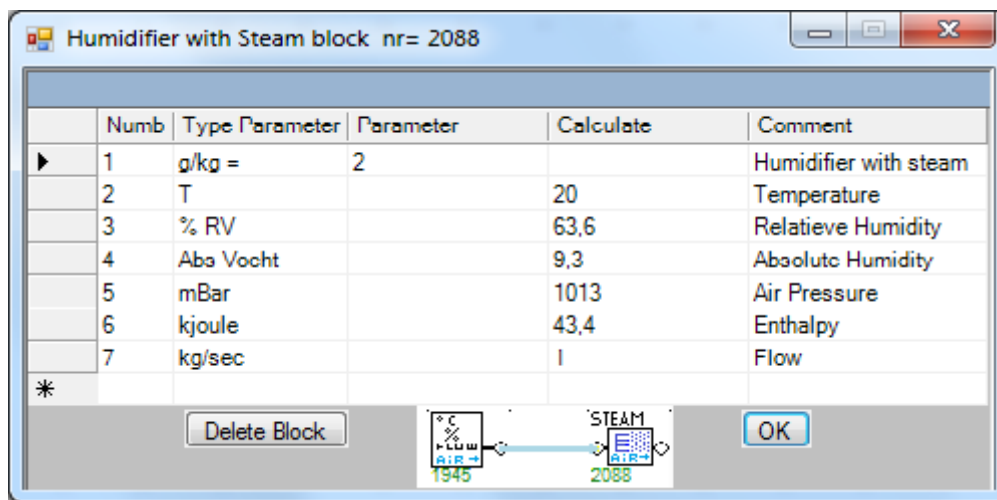 Humidifier with Steam block nr= 2088
Numb Type Parameter Parameter Calculate Comment
1 g/kg = 2 Humidifier with steam
2 T 20 Temperature
3 % RV 63,6 Relatieve Humidity
4 Abs Vocht 9,3 Absolute Humidity
5 mBar 1013 Air Pressure
6 kjoule 43,4 Enthalpy
7 kg/sec 1 Flow
Delete Block
°C
%
FLOW
AiR
1945
STEAM
AiR
2088
OK